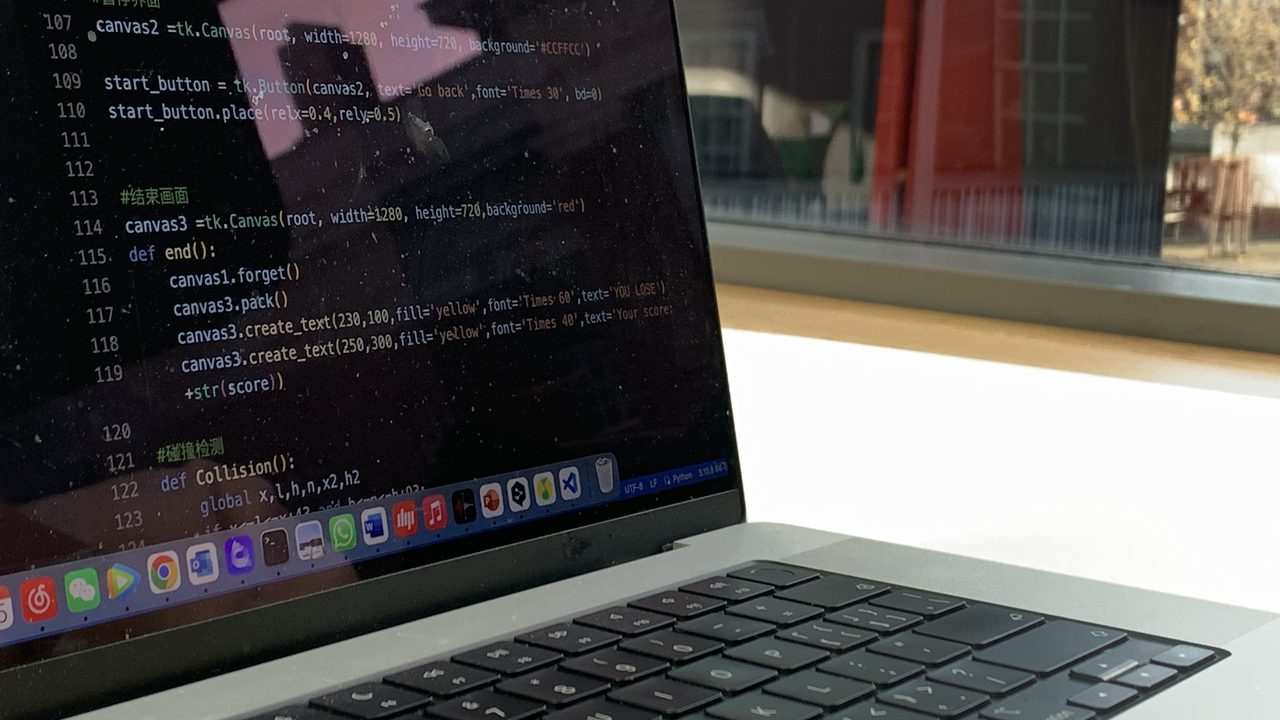 #暂停界面
107 canvas2 =tk.Canvas(root, width=1280, height=720, background='#CCFFCC')
108
109 start_button = tk.Button(canvas2, text='Go back',font='Times 30', bd=0)
110 start_button.place(relx=0.4,rely=0.5)
111
112
113 #结束画面
114 canvas3 =tk.Canvas(root, width=1280, height=720,background='red')
115 def end():
116 canvas1.forget()
117 canvas3.pack()
118 canvas3.create_text(230,100,fill='yellow',font='Times 60',text='YOU LOSE')
119 canvas3.create_text(250,300,fill='yellow',font='Times 40',text='Your score:
+str(score))
120
121 #碰撞检测
122 def Collision():
123 global x,l,h,n,x2,h2
124
UTF-8 LF Python